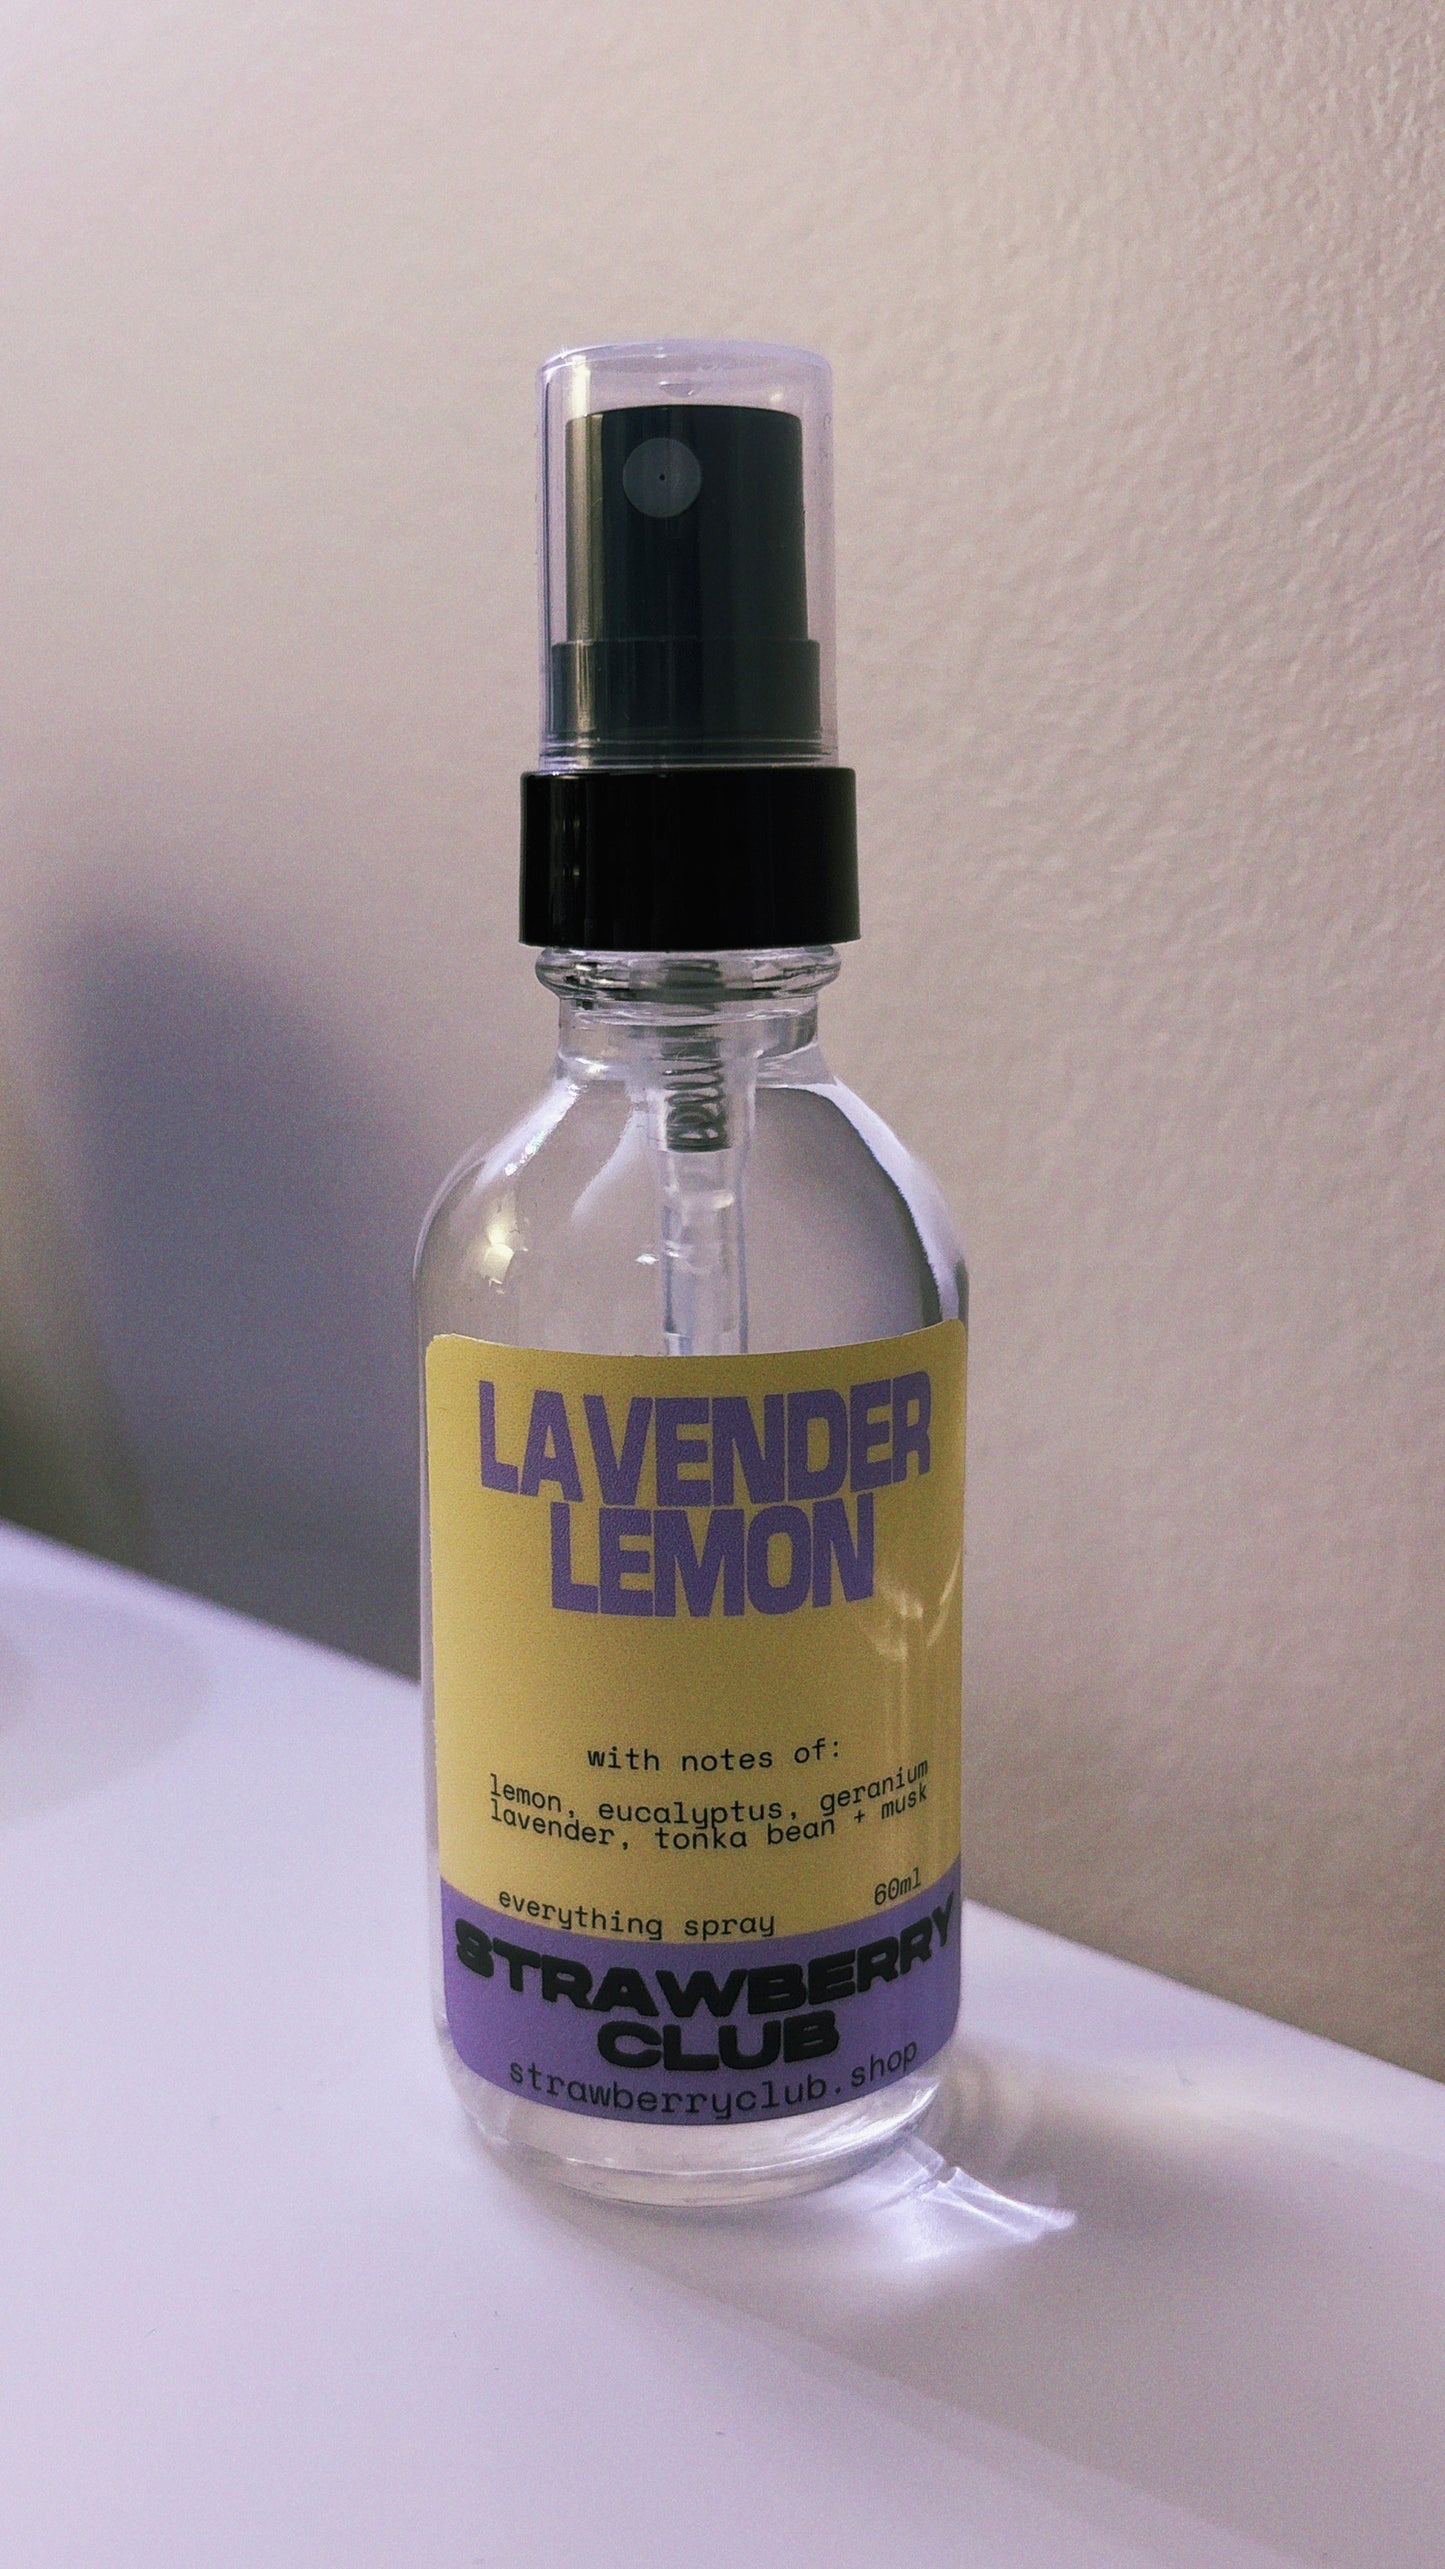 LAVENDER
LEMON
with notes of:
lemon, eucalyptus, geranium
lavender, tonka bean + musk
everything spray 60ml
STRAWBERRY
CLUB
strawberryclub.shop